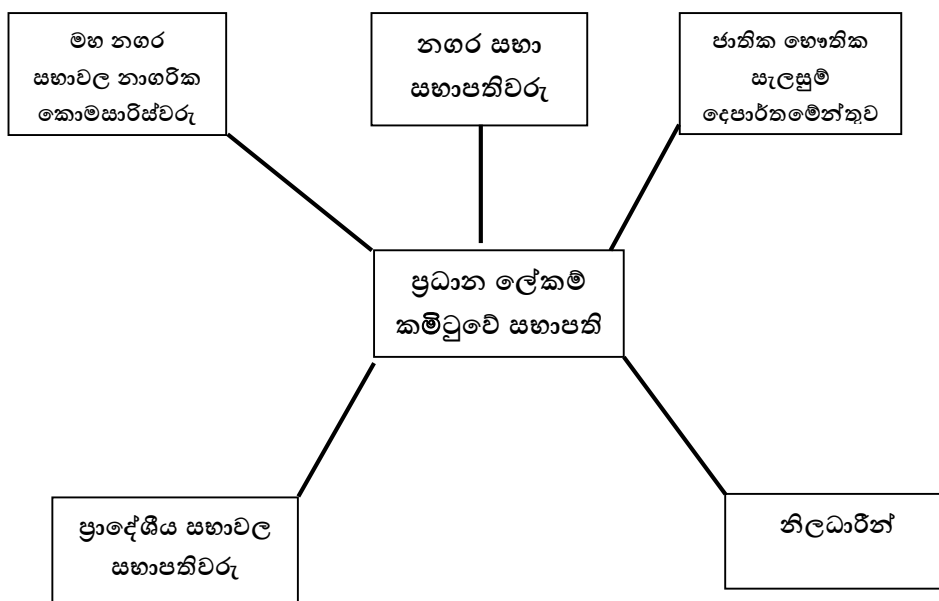 මහ නගර
සභාවල නාගරික
කොමසාරිස්වරු
නගර සභා
සභාපතිවරු
ජාතික භෞතික
සැලසුම්
දෙපාර්තමේන්තුව
ප්‍රධාන ලේකම්
කමිටුවේ සභාපති
ප්‍රාදේශීය සභාවල
සභාපතිවරු
නිලධාරීන්